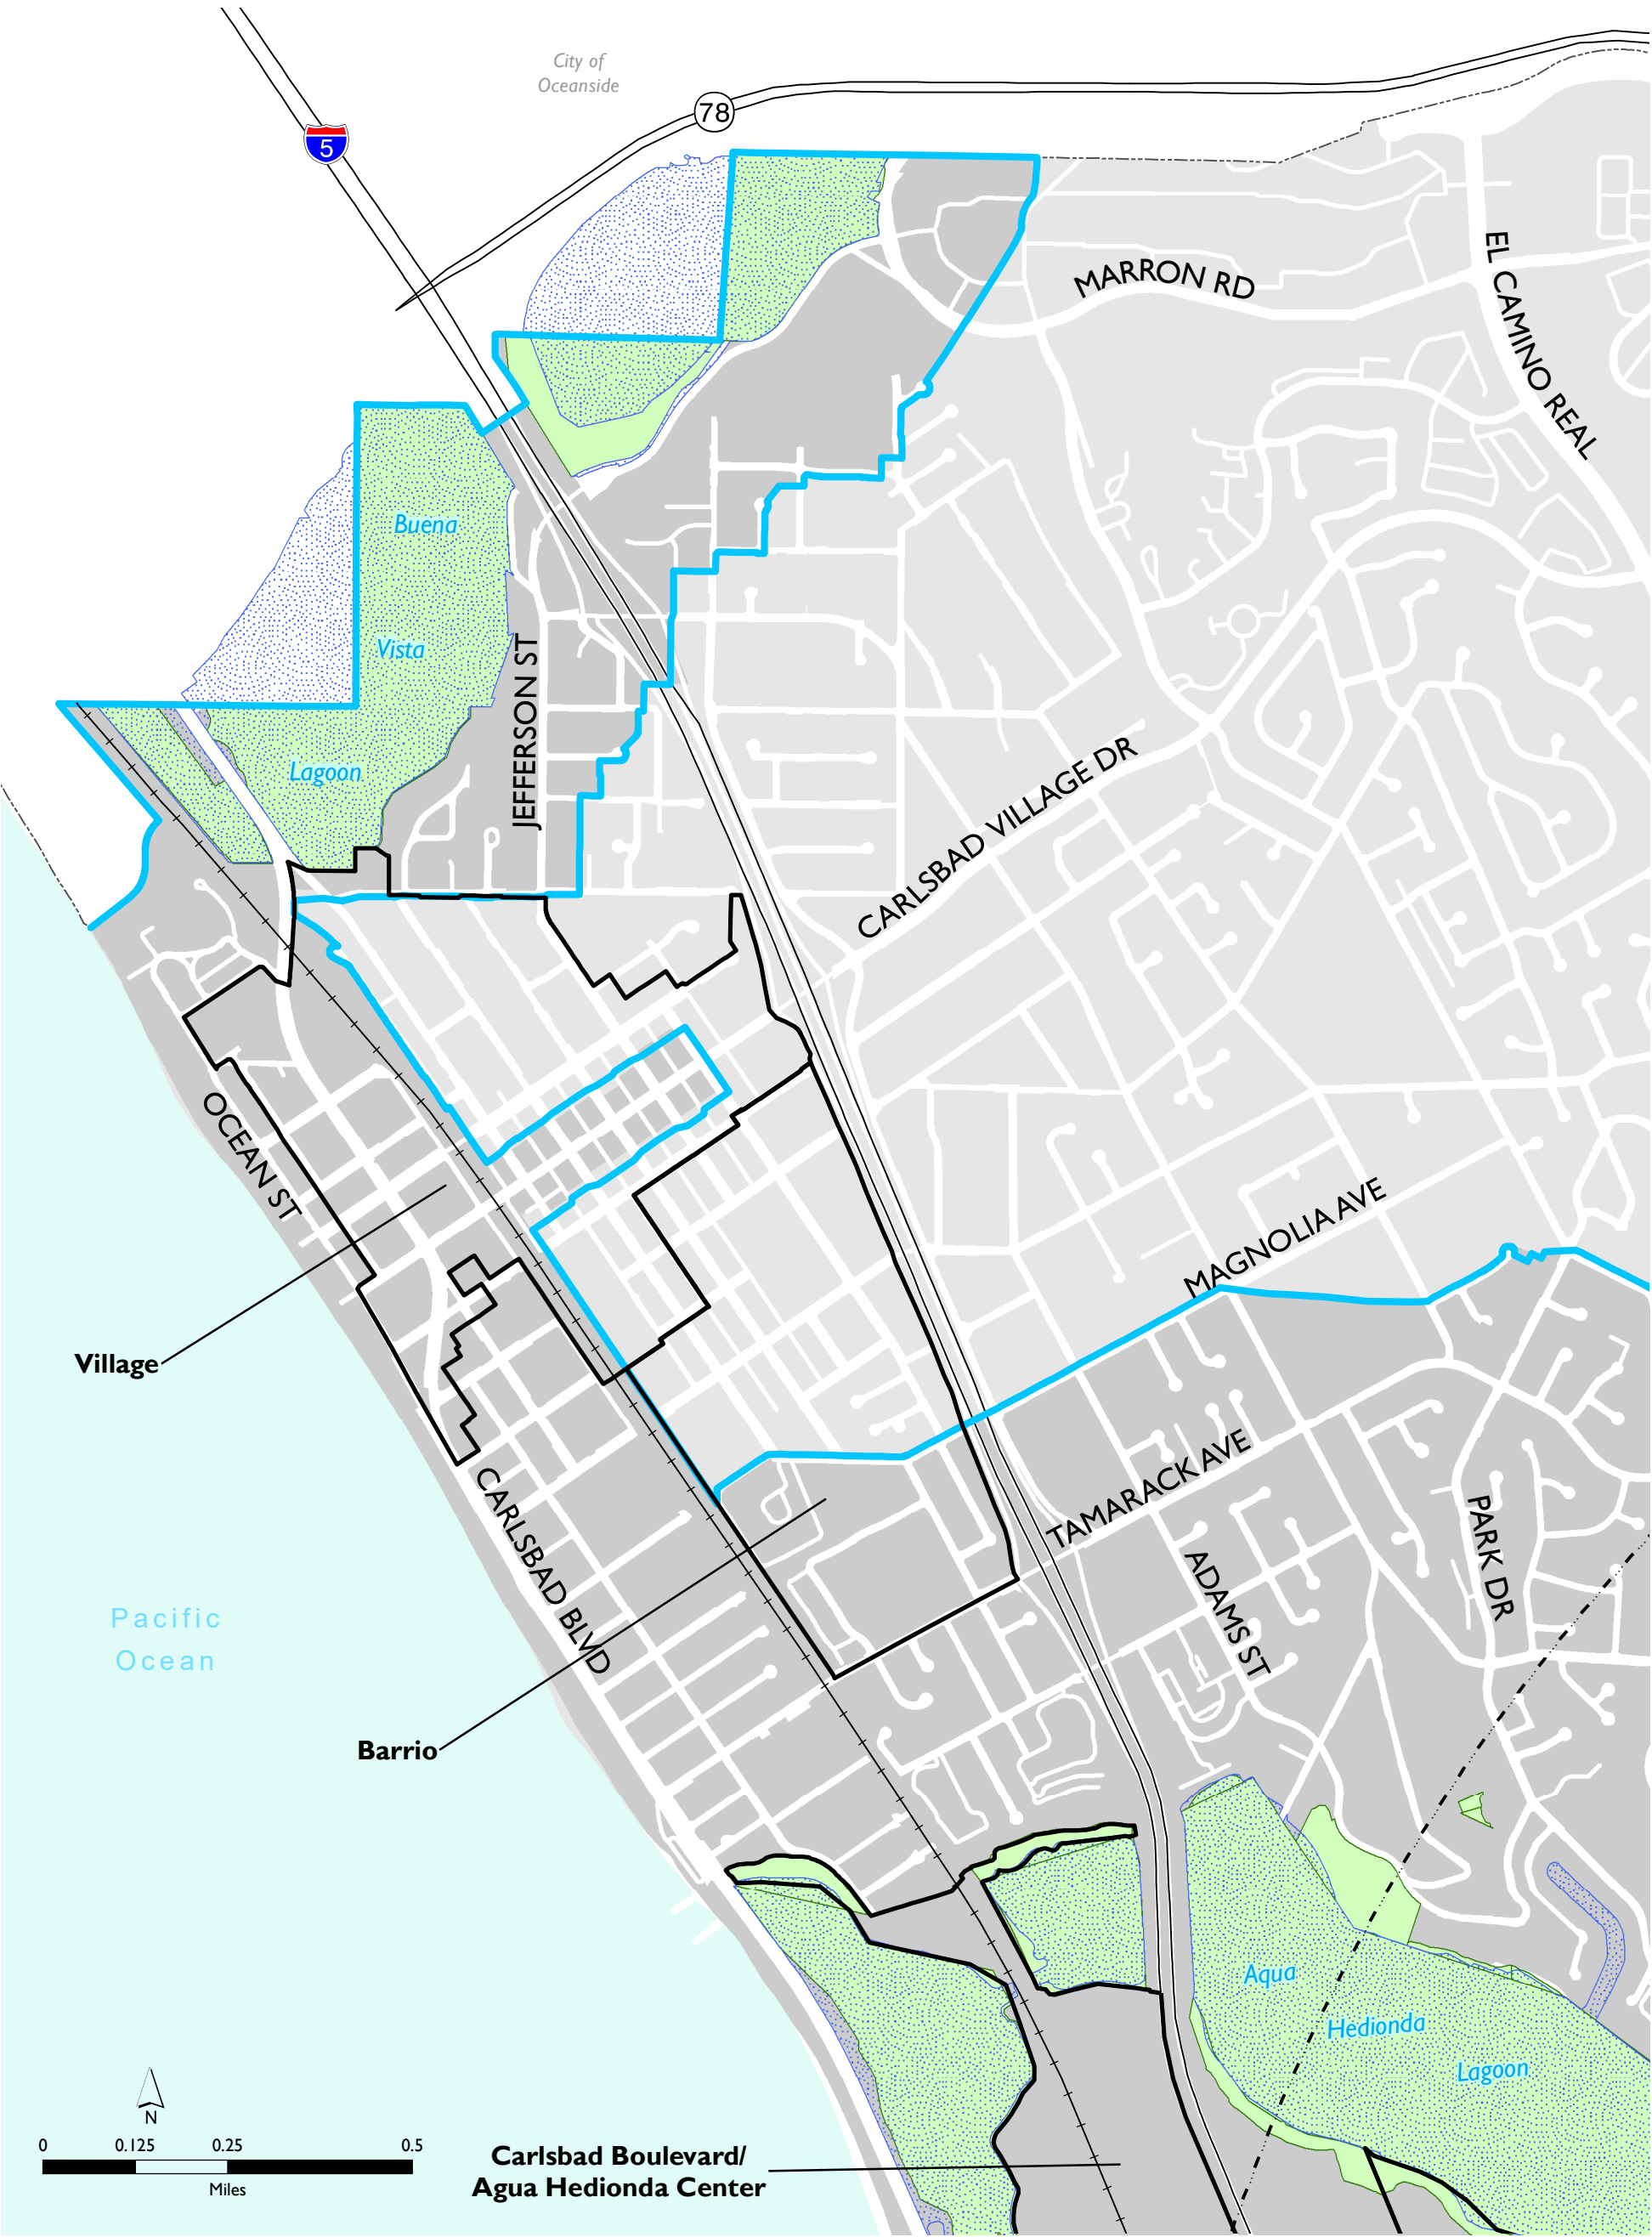 City of
Oceanside
78
5
MARRON RD
EL CAMINO REAL
Buena
Vista
Lagoon
JEFFERSON ST
CARLSBAD VILLAGE DR
OCEAN ST
MAGNOLIA AVE
Village
TAMARACK AVE
CARLSBAD BLVD
PARK DR
ADAMS ST
Pacific
Ocean
Barrio
Aqua
Hedionda
Lagoon
N
0 0.125 0.25 0.5
Miles
Carlsbad Boulevard/
Agua Hedionda Center